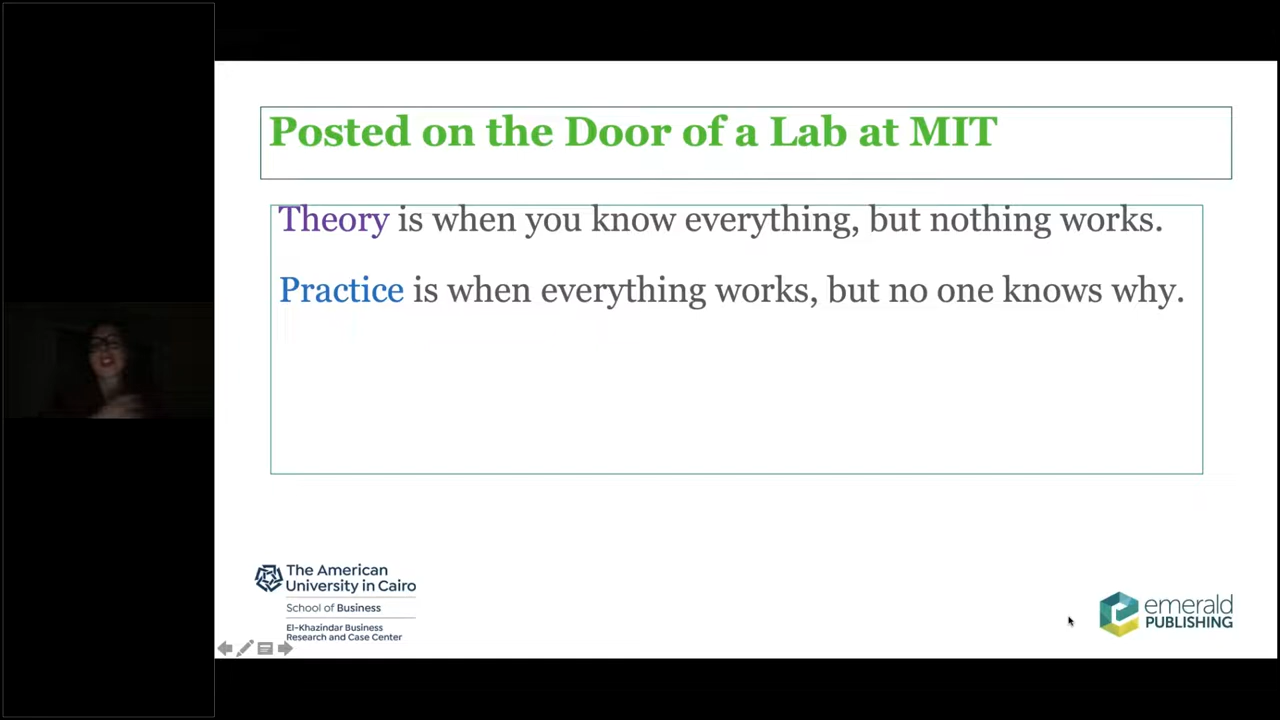 Posted on the Door of a Lab at MIT
Theory is when you know everything, but nothing works.
Practice is when everything works, but no one knows why.
The American
University in Cairo
School of Business
El-Khazindar Business
Research and Case Center
emerald
PUBLISHING